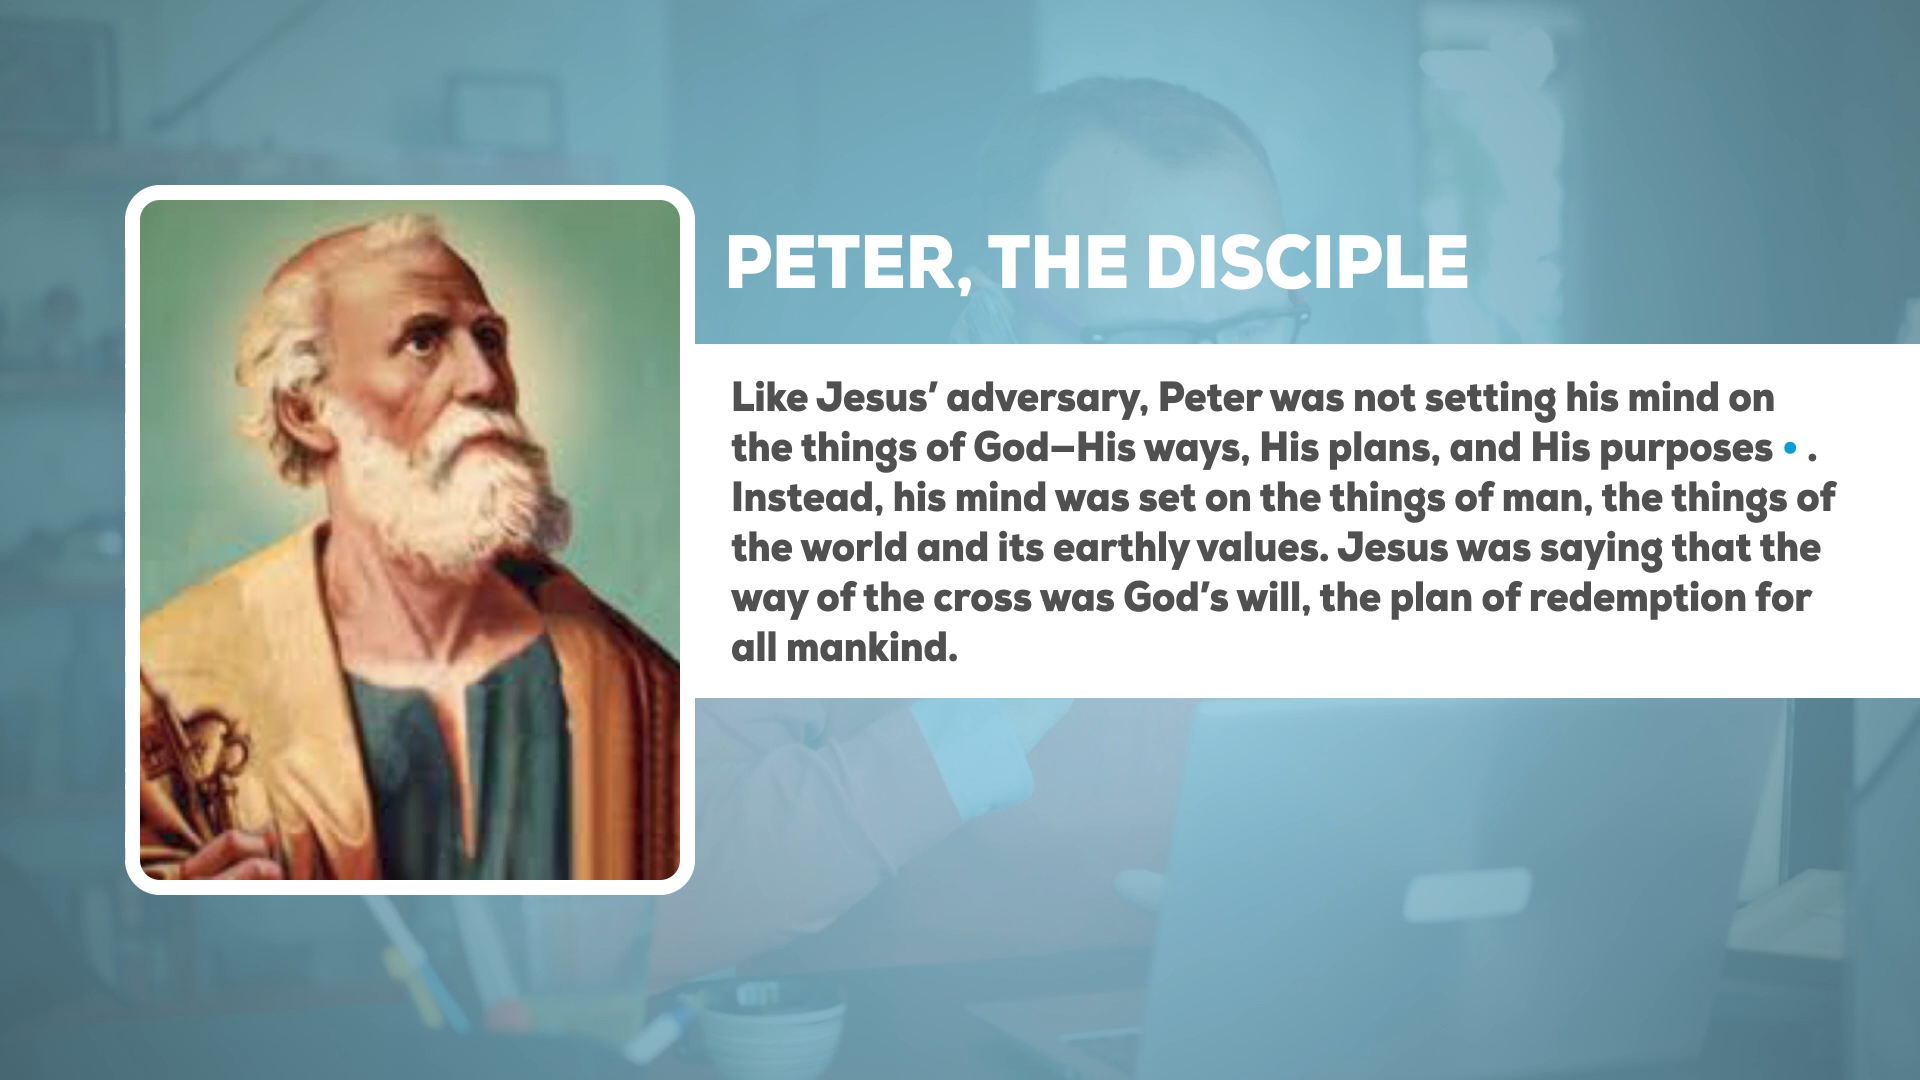 PETER, THE DISCIPLE
Like Jesus’ adversary, Peter was not setting his mind on
the things of God—His ways, His plans, and His purposes • .
Instead, his mind was set on the things of man, the things of
the world and its earthly values. Jesus was saying that the
way of the cross was God’s will, the plan of redemption for
all mankind.